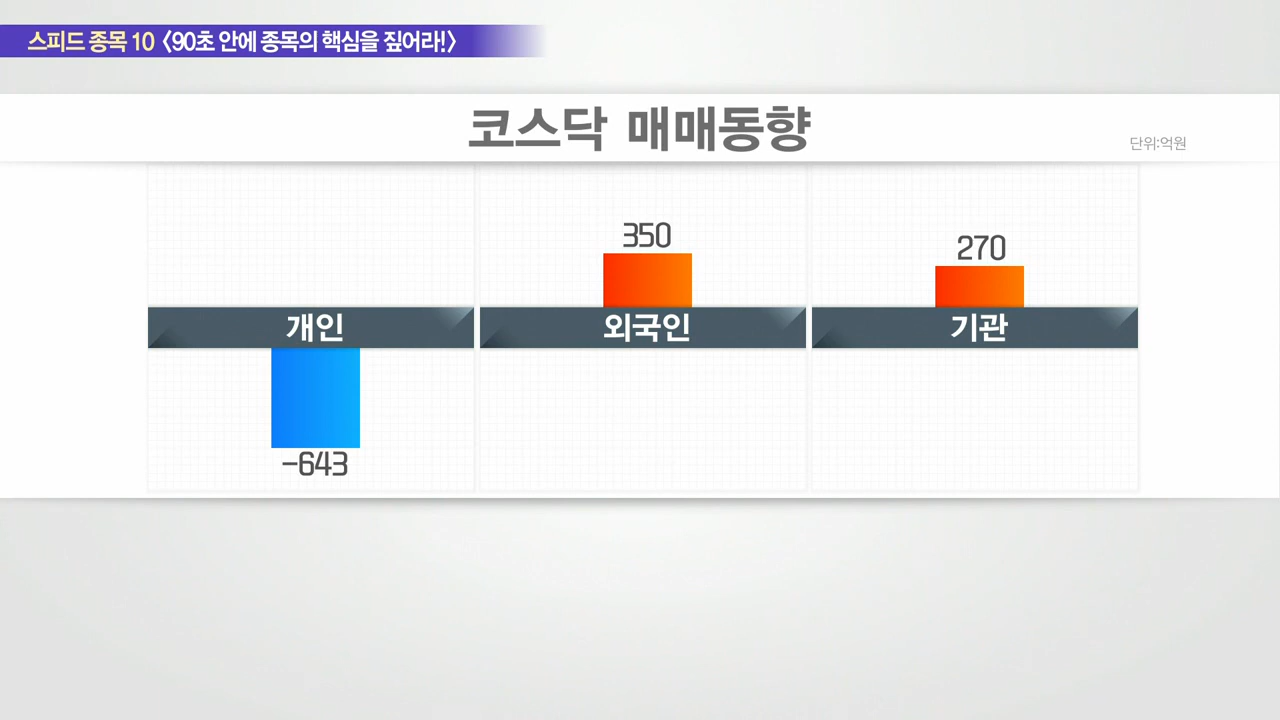 스피드 종목 10 <90초 안에 종목의 핵심을 짚어라!>
코스닥 매매동향
단위:억원
350
270
개인
외국인
기관
-643